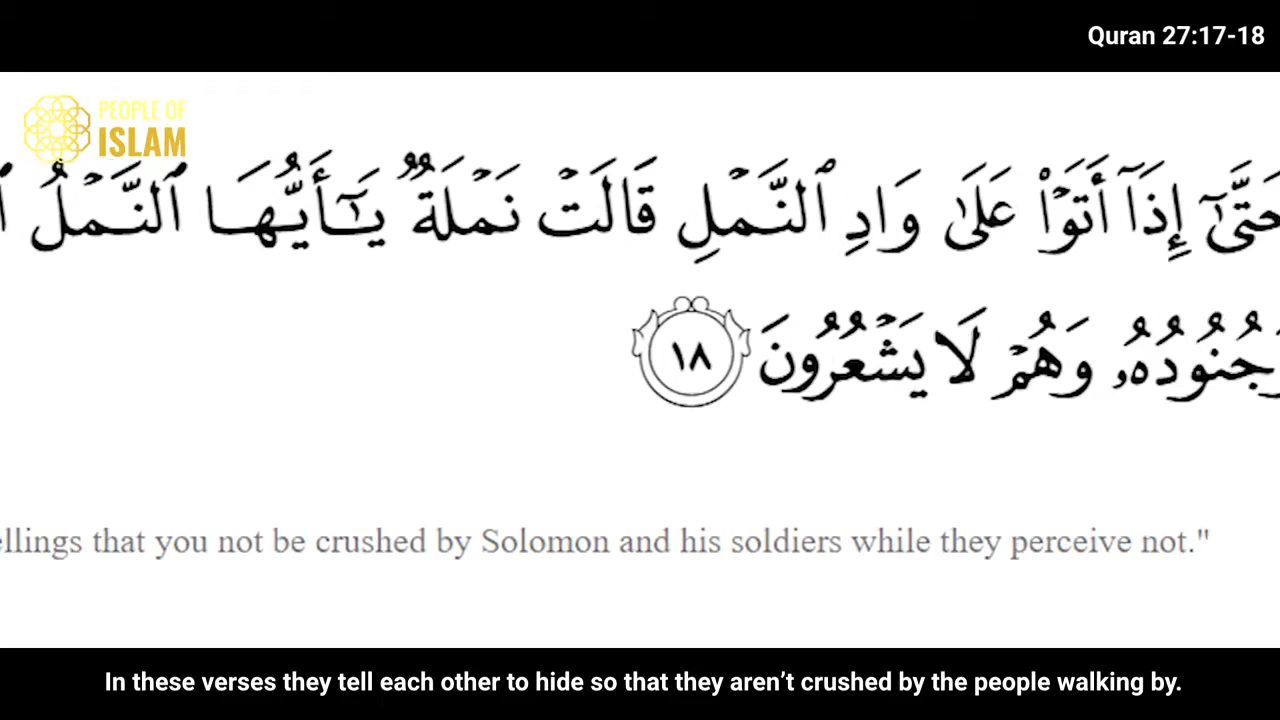 Quran 27:17-18
PEOPLE OF
ISLAM
حَتَّىٰٓ إِذَآ أَتَوۡاْ عَلَىٰ وَادِ ٱلنَّمۡلِ قَالَتۡ نَمۡلَةٞ يَـٰٓأَيُّهَا ٱلنَّمۡلُ
وَجُنُودُهُۥ وَهُمۡ لَا يَشۡعُرُونَ ١٨
ellings that you not be crushed by Solomon and his soldiers while they perceive not."
In these verses they tell each other to hide so that they aren’t crushed by the people walking by.